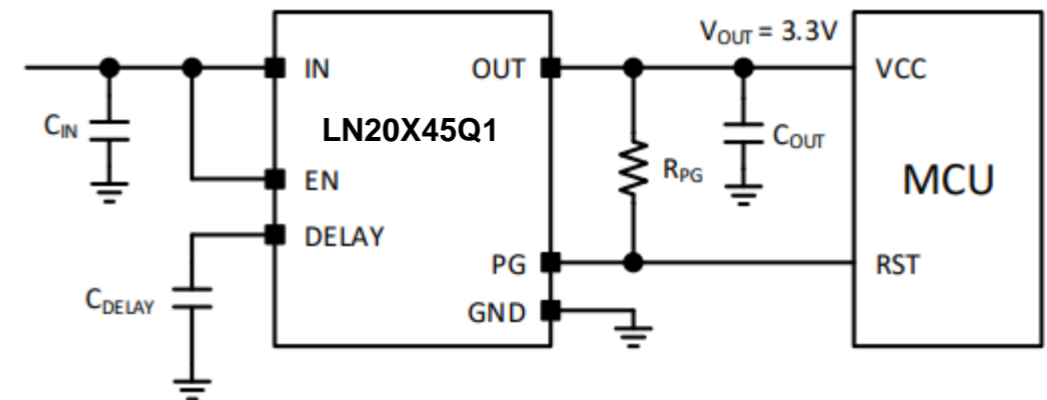 V_OUT = 3.3V
IN
OUT
VCC
C_IN
LN20X45Q1
C_OUT
R_PG
EN
MCU
DELAY
PG
RST
C_DELAY
GND